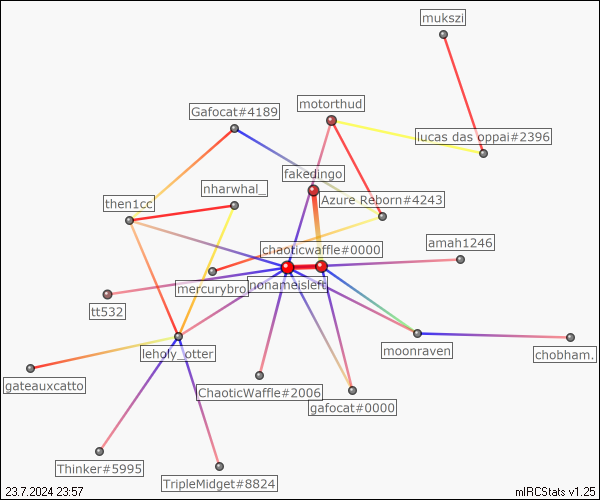 mukszi
motorthud
Gafocat#4189
lucas das oppai#2396
fakedingo
nharwhal_
Azure Reborn#4243
then1cc
amah1246
chaoticwaffle#0000
mercurybro
nonameisleft
tt532
moonraven
leholy_otter
chobham.
gateauxcatto
ChaoticWaffle#2006
gafocat#0000
Thinker#5995
TripleMidget#8824
23.7.2024 23:57
mIRCStats v1.25